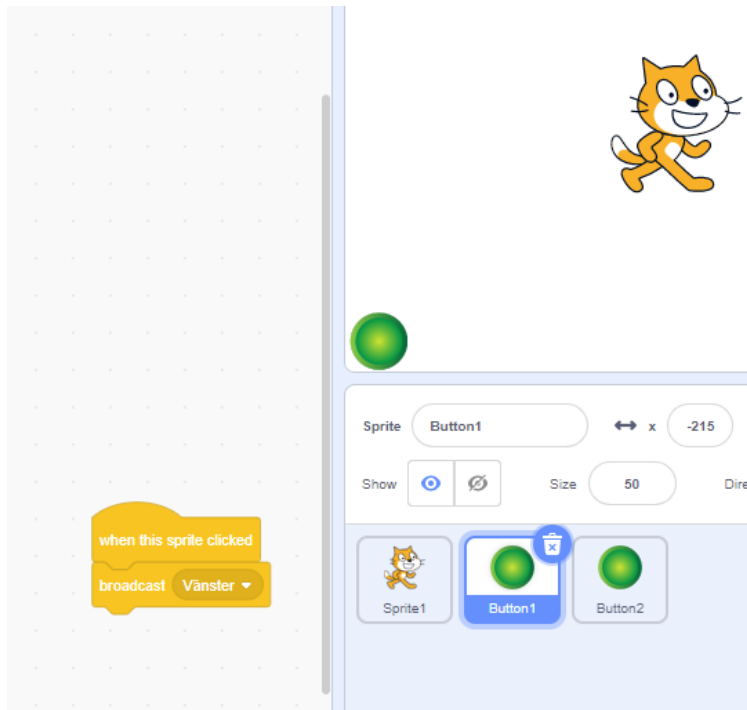 when this sprite clicked
broadcast Vänster
Sprite Button1 x -215
Show Size 50 Dire
Sprite1 Button1 Button2